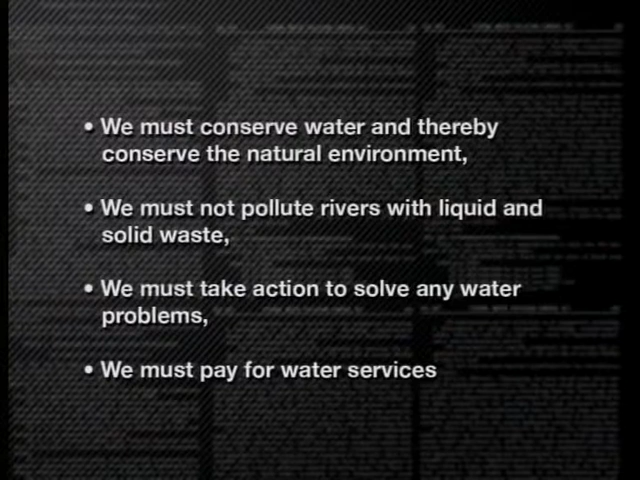 • We must conserve water and thereby
conserve the natural environment,
• We must not pollute rivers with liquid and
solid waste,
• We must take action to solve any water
problems,
• We must pay for water services